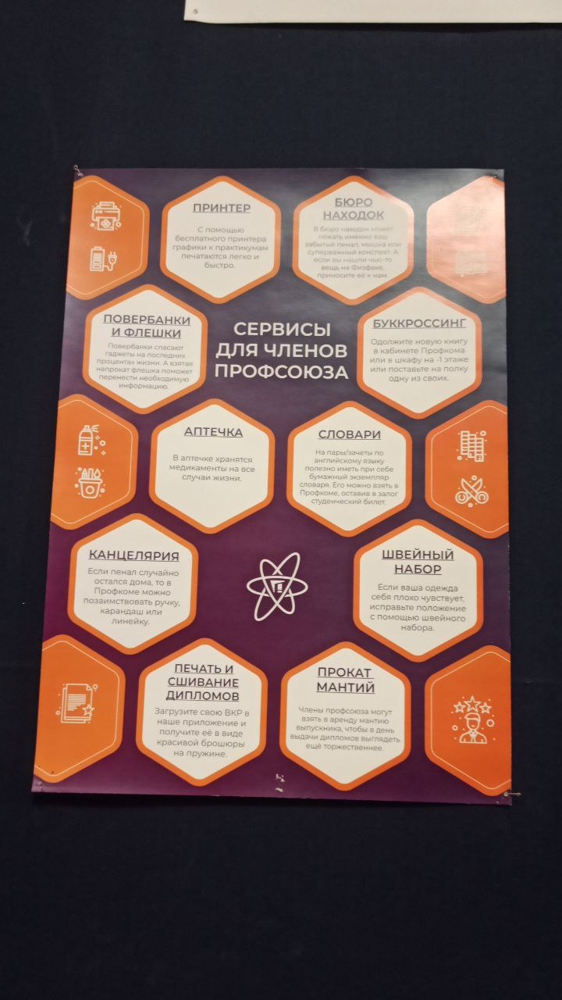 ПРИНТЕР
С помощью
бесплатного принтера
графики к практикумам
печатаются легко и
быстро.
БЮРО
НАХОДОК
В бюро находок может
лежать именно ваш
забытый пенал, мышка или
суперважный конспект. А
если вы нашли чью-то
вещь на Физфаке,
приносите её к нам.
ПОВЕРБАНКИ
И ФЛЕШКИ
Повербанки спасают
гаджеты на последних
процентах жизни. А взятая
напрокат флешка поможет
перенести необходимую
информацию.
СЕРВИСЫ
ДЛЯ ЧЛЕНОВ
ПРОФСОЮЗА
БУККРОССИНГ
Одолжите новую книгу
в кабинете Профкома
или в шкафу на -1 этаже
или поставьте на полку
одну из своих.
АПТЕЧКА
В аптечке хранятся
медикаменты на все
случаи жизни.
СЛОВАРИ
На пары/зачеты по
английскому языку
полезно иметь при себе
бумажный экземпляр
словаря. Его можно взять в
Профкоме, оставив в залог
студенческий билет.
КАНЦЕЛЯРИЯ
Если пенал случайно
остался дома, то в
Профкоме можно
позаимствовать ручку,
карандаш или
линейку.
ШВЕЙНЫЙ
НАБОР
Если ваша одежда
себя плохо чувствует,
исправьте положение
с помощью швейного
набора.
ПЕЧАТЬ И
СШИВАНИЕ
ДИПЛОМОВ
Загрузите свою ВКР в
наше приложение и
получите её в виде
красивой брошюры
на пружине.
ПРОКАТ
МАНТИЙ
Члены профсоюза могут
взять в аренду мантию
выпускника, чтобы в день
выдачи дипломов выглядеть
ещё торжественнее.